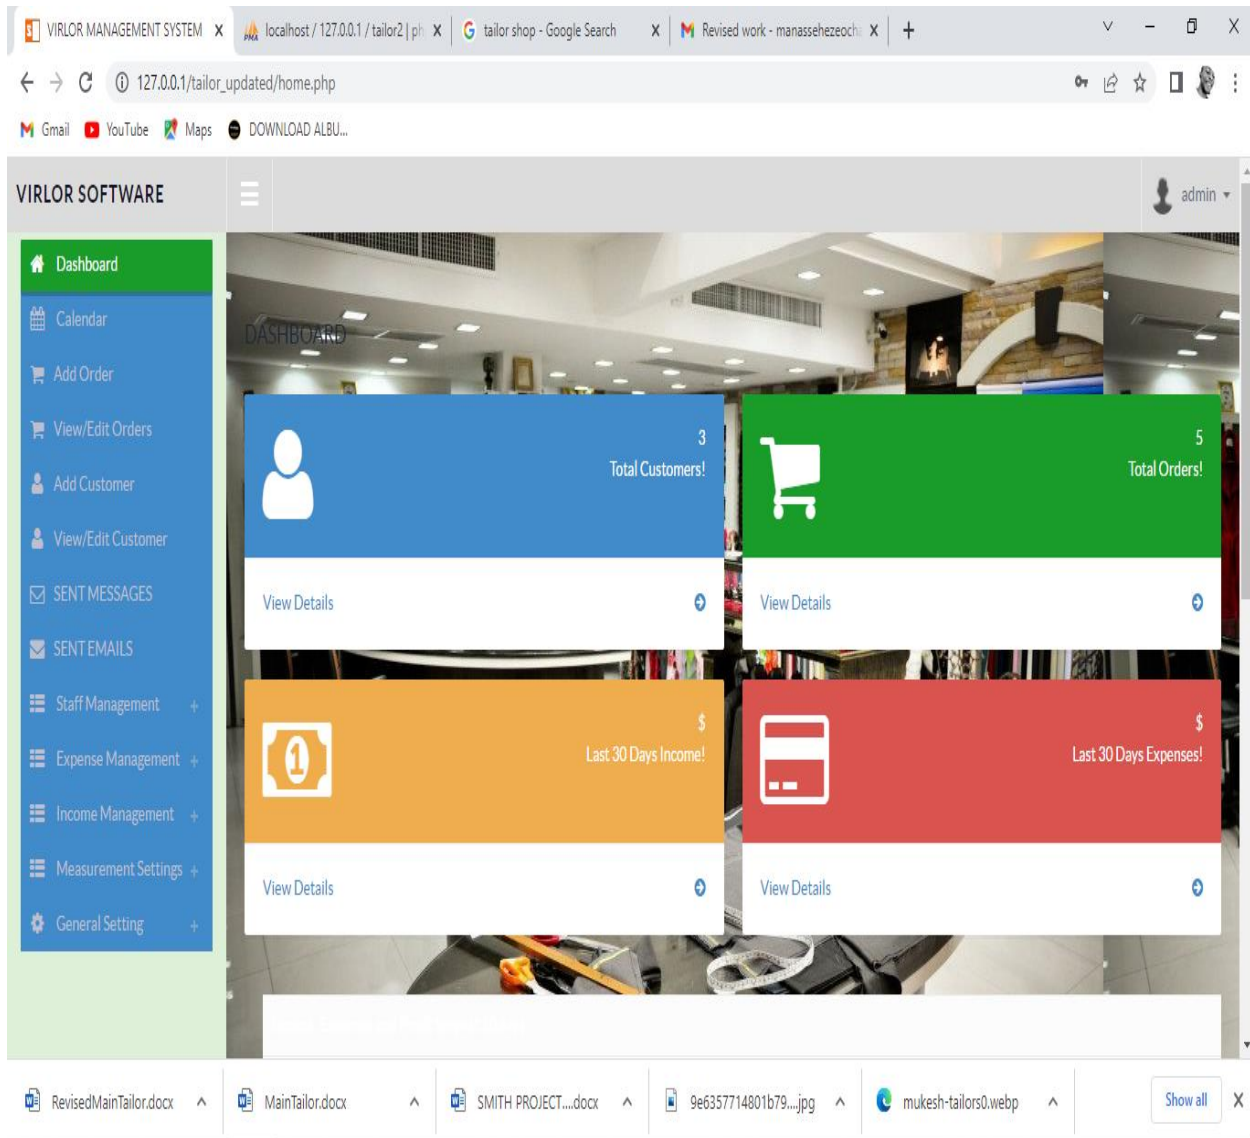 VIRLOR MANAGEMENT SYSTEM
localhost / 127.0.0.1 / tailor2 | ph
tailor shop - Google Search
Revised work - manassehezeocha
127.0.0.1/tailor_updated/home.php
Gmail
YouTube
Maps
DOWNLOAD ALBU...
VIRLOR SOFTWARE
admin
Dashboard
Calendar
Add Order
View/Edit Orders
Add Customer
View/Edit Customer
SENT MESSAGES
SENT EMAILS
Staff Management +
Expense Management +
Income Management +
Measurement Settings +
General Setting +
DASHBOARD
3
Total Customers!
View Details
5
Total Orders!
View Details
$
Last 30 Days Income!
View Details
$
Last 30 Days Expenses!
View Details
RevisedMainTailor.docx
MainTailor.docx
SMITH PROJECT....docx
9e6357714801b79....jpg
mukesh-tailors0.webp
Show all